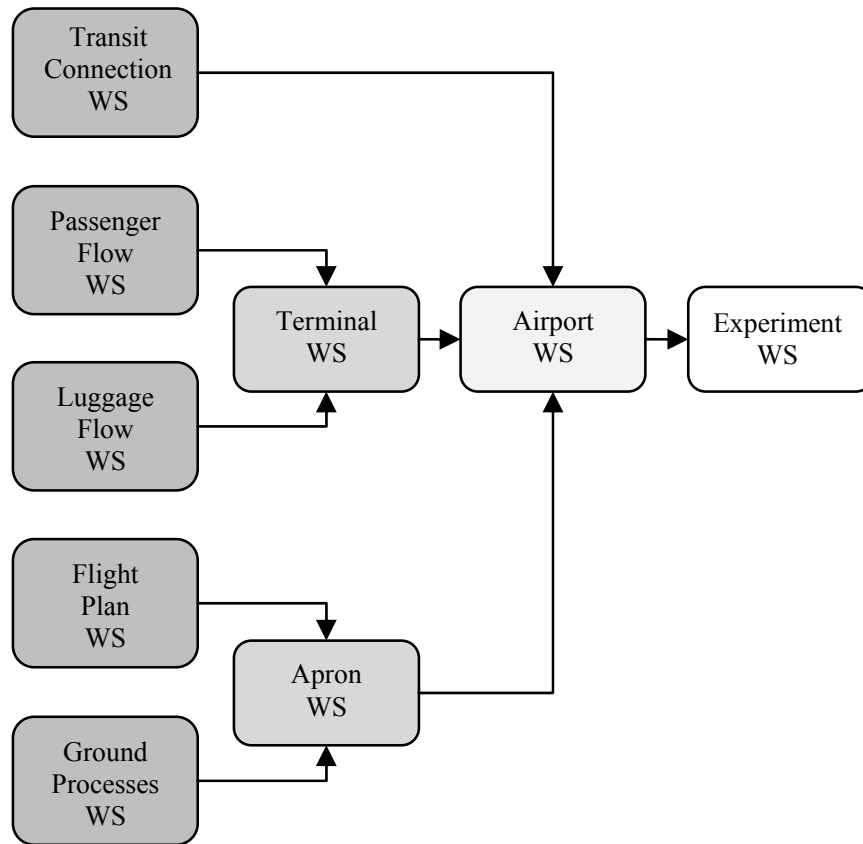 Transit
Connection
WS
Passenger
Flow
WS
Terminal
WS
Airport
WS
Experiment
WS
Luggage
Flow
WS
Flight
Plan
WS
Apron
WS
Ground
Processes
WS